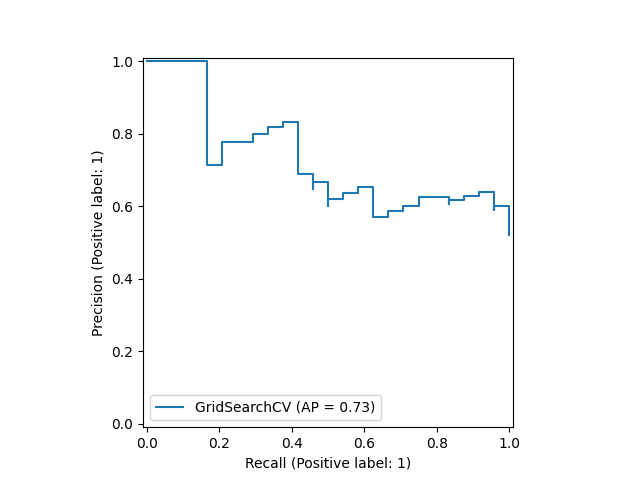 1.0
0.8
0.6
0.4
0.2
0.0
Precision (Positive label: 1)
GridSearchCV (AP = 0.73)
0.0 0.2 0.4 0.6 0.8 1.0
Recall (Positive label: 1)